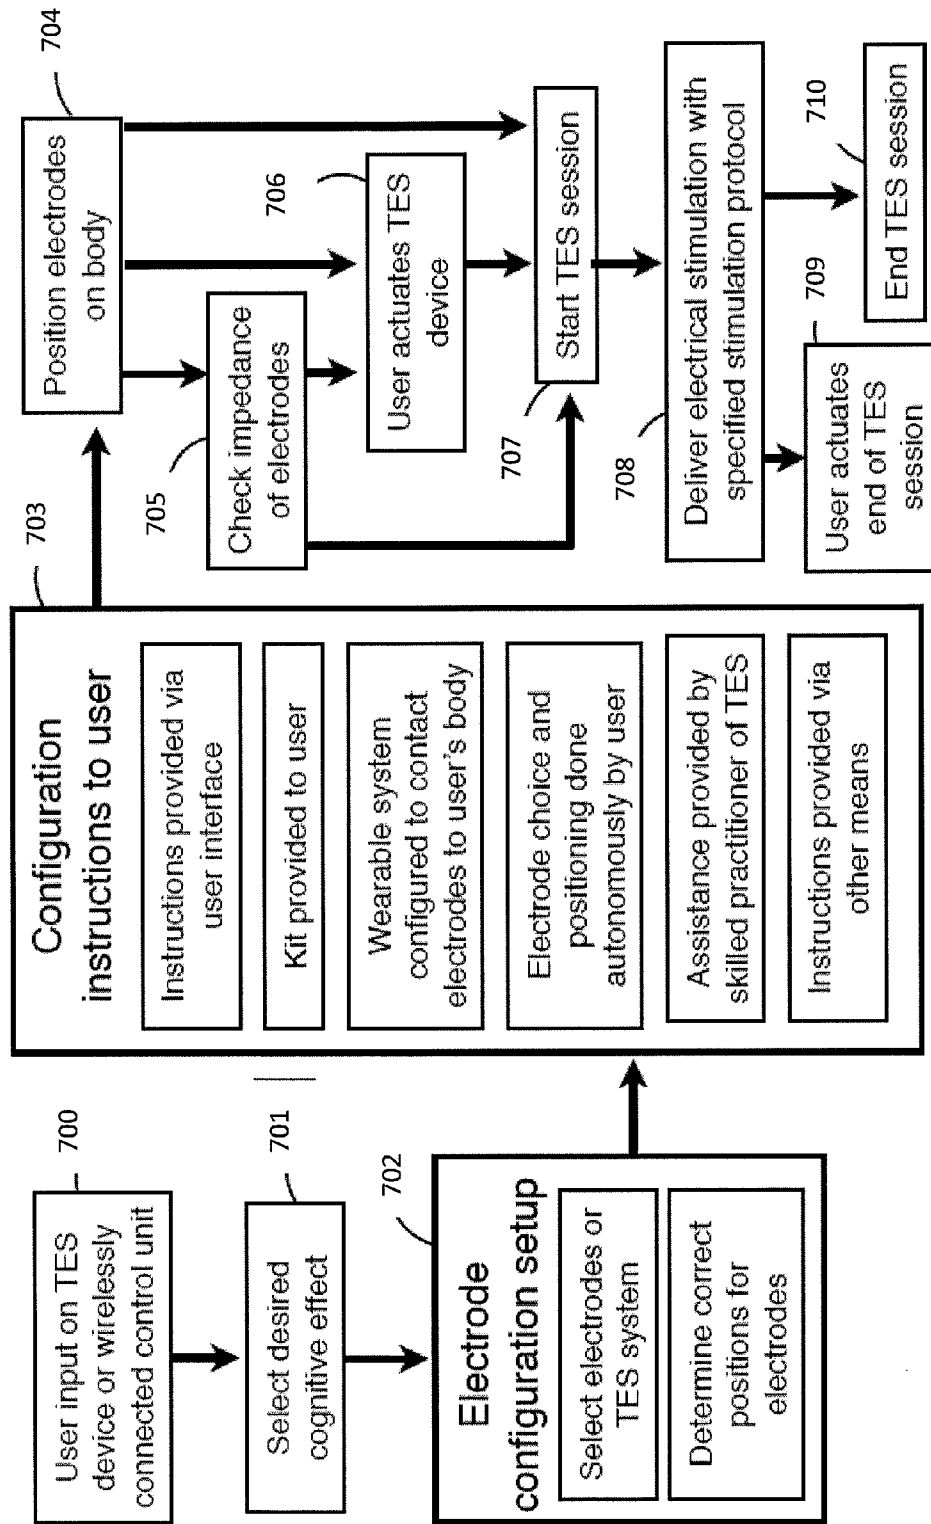 700
User input on TES
device or wirelessly
connected control unit
701
Select desired
cognitive effect
702
Electrode
configuration setup
Select electrodes or
TES system
Determine correct
positions for
electrodes
703
Configuration
instructions to user
Instructions provided via
user interface
Kit provided to user
Wearable system
configured to contact
electrodes to user's body
Electrode choice and
positioning done
autonomously by user
Assistance provided by
skilled practitioner of TES
Instructions provided via
other means
704
Position electrodes
on body
705
Check impedance
of electrodes
706
User actuates TES
device
707
Start TES session
708
Deliver electrical stimulation with
specified stimulation protocol
709
User actuates
end of TES
session
710
End TES session